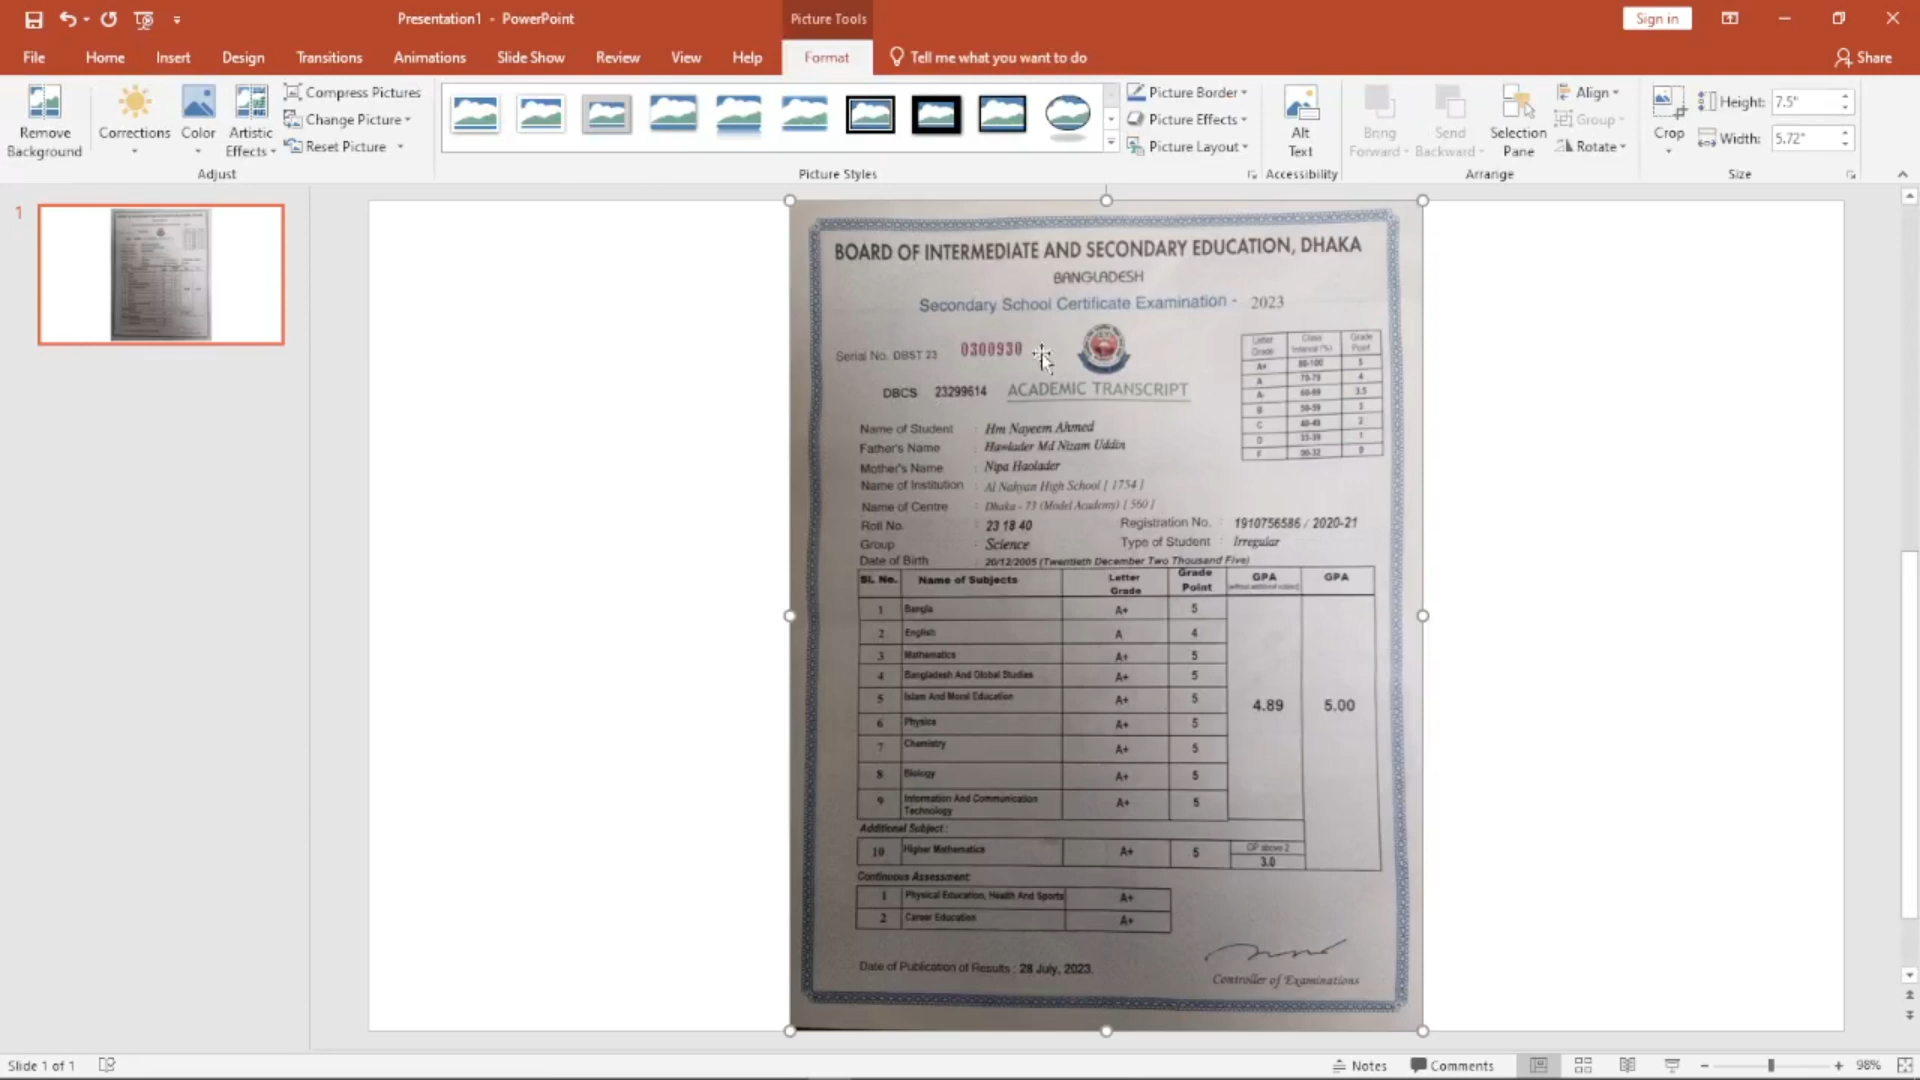 Presentation1 - PowerPoint
Picture Tools
Sign in
File Home Insert Design Transitions Animations Slide Show Review View Help Format Tell me what you want to do Share
Remove Background
Corrections
Color
Artistic Effects
Compress Pictures
Change Picture
Reset Picture
Adjust
Picture Styles
Picture Border
Picture Effects
Picture Layout
Alt Text
Accessibility
Bring Forward
Send Backward
Selection Pane
Align
Group
Rotate
Arrange
Crop
Height: 7.5"
Width: 5.72"
Size
1
BOARD OF INTERMEDIATE AND SECONDARY EDUCATION, DHAKA
BANGLADESH
Secondary School Certificate Examination - 2023
Serial No. DBST 23 0300930
DBCS 23299614 ACADEMIC TRANSCRIPT
Letter Grade Class Interval (%) Grade Point
A+ 80-100 5
A 70-79 4
A- 60-69 3.5
B 50-59 3
C 40-49 2
D 33-39 1
F 00-32 0
Name of Student : Hm Nayeem Ahmed
Father's Name : Hawlader Md Nizam Uddin
Mother's Name : Nipa Haolader
Name of Institution : Al Nahyan High School [ 1754 ]
Name of Centre : Dhaka - 73 (Model Academy) [ 560 ]
Roll No. : 23 18 40 Registration No. : 1910756586 / 2020-21
Group : Science Type of Student : Irregular
Date of Birth : 20/12/2005 (Twentieth December Two Thousand Five)
Sl. No. Name of Subjects Letter Grade Grade Point GPA (without additional subject) GPA
1 Bangla A+ 5
2 English A 4
3 Mathematics A+ 5
4 Bangladesh And Global Studies A+ 5
5 Islam And Moral Education A+ 5
4.89 5.00
6 Physics A+ 5
7 Chemistry A+ 5
8 Biology A+ 5
9 Information And Communication Technology A+ 5
Additional Subject :
10 Higher Mathematics A+ 5 GP above 2
3.0
Continuous Assessment:
1 Physical Education, Health And Sports A+
2 Career Education A+
Date of Publication of Results : 28 July, 2023.
Controller of Examinations
Slide 1 of 1
Notes Comments 98%